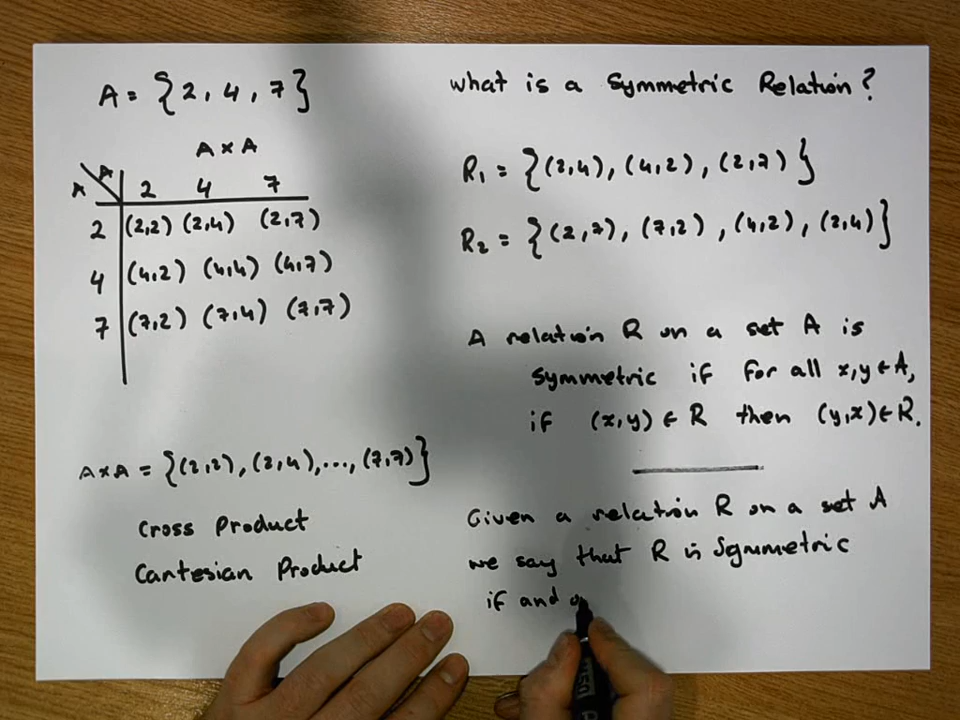 A = {2, 4, 7}
A x A
A A 2 4 7
2 (2,2) (2,4) (2,7)
4 (4,2) (4,4) (4,7)
7 (7,2) (7,4) (7,7)
A x A = {(2,2), (2,4), ..., (7,7)}
Cross Product
Cartesian Product
What is a Symmetric Relation?
R₁ = {(2,4), (4,2), (2,7)}
R₂ = {(2,7), (7,2), (4,2), (2,4)}
A relation R on a set A is
symmetric if for all x,y ∈ A,
if (x,y) ∈ R then (y,x) ∈ R.
Given a relation R on a set A
we say that R is Symmetric
if and